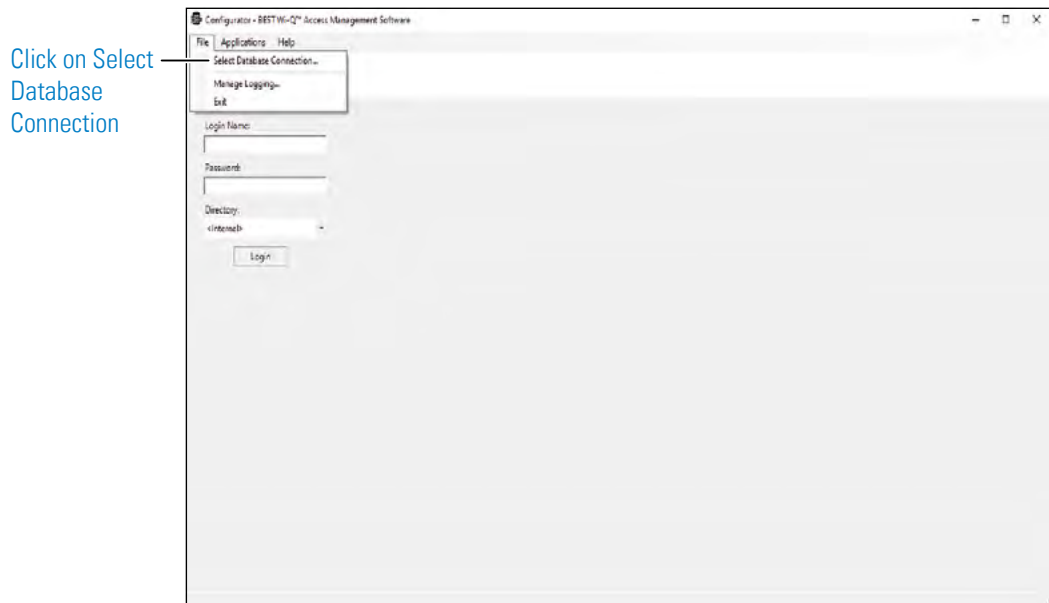 Configurator - BEST Wi-Q™ Access Management Software
File Applications Help
Click on Select
Database
Connection
Select Database Connection...
Manage Logging...
Exit
Login Name:
Password:
Directory:
<internal>
Login